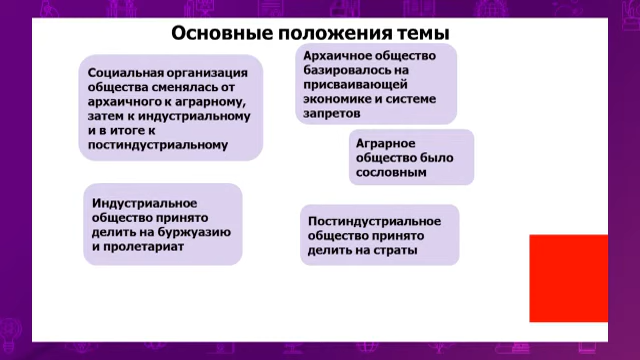 Основные положения темы
Социальная организация
общества сменялась от
архаичного к аграрному,
затем к индустриальному
и в итоге к
постиндустриальному
Архаичное общество
базировалось на
присваивающей
экономике и системе
запретов
Аграрное
общество было
сословным
Индустриальное
общество принято
делить на буржуазию
и пролетариат
Постиндустриальное
общество принято
делить на страты